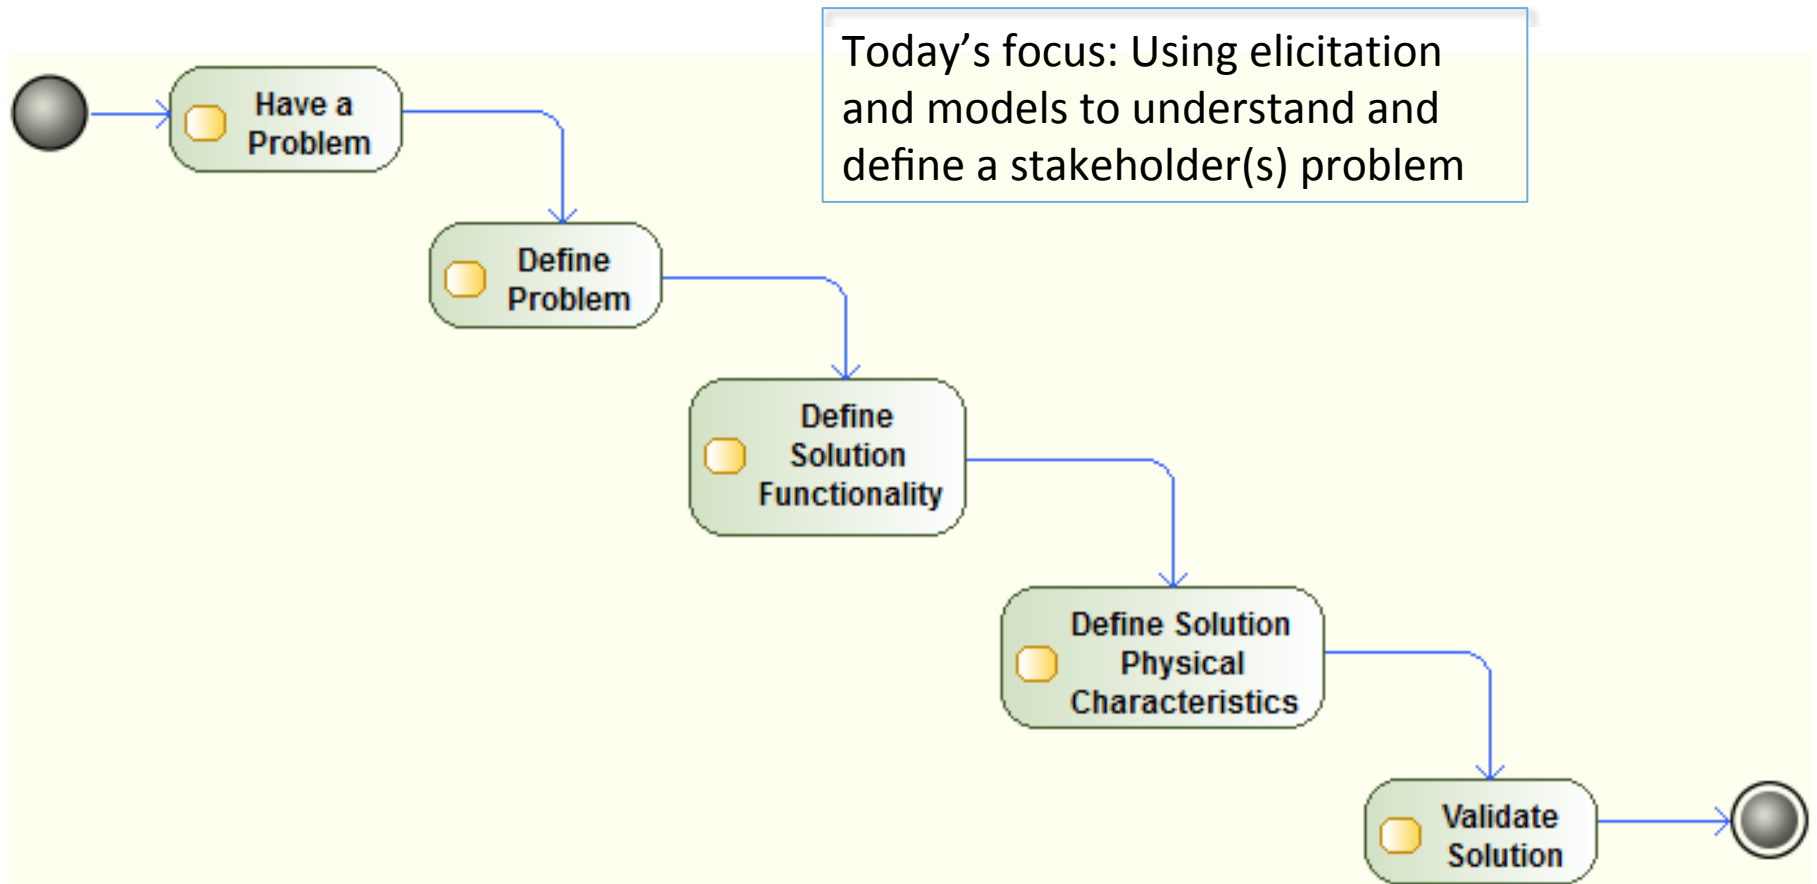 Today’s focus: Using elicitation
and models to understand and
define a stakeholder(s) problem
Have a
Problem
Define
Problem
Define
Solution
Functionality
Define Solution
Physical
Characteristics
Validate
Solution